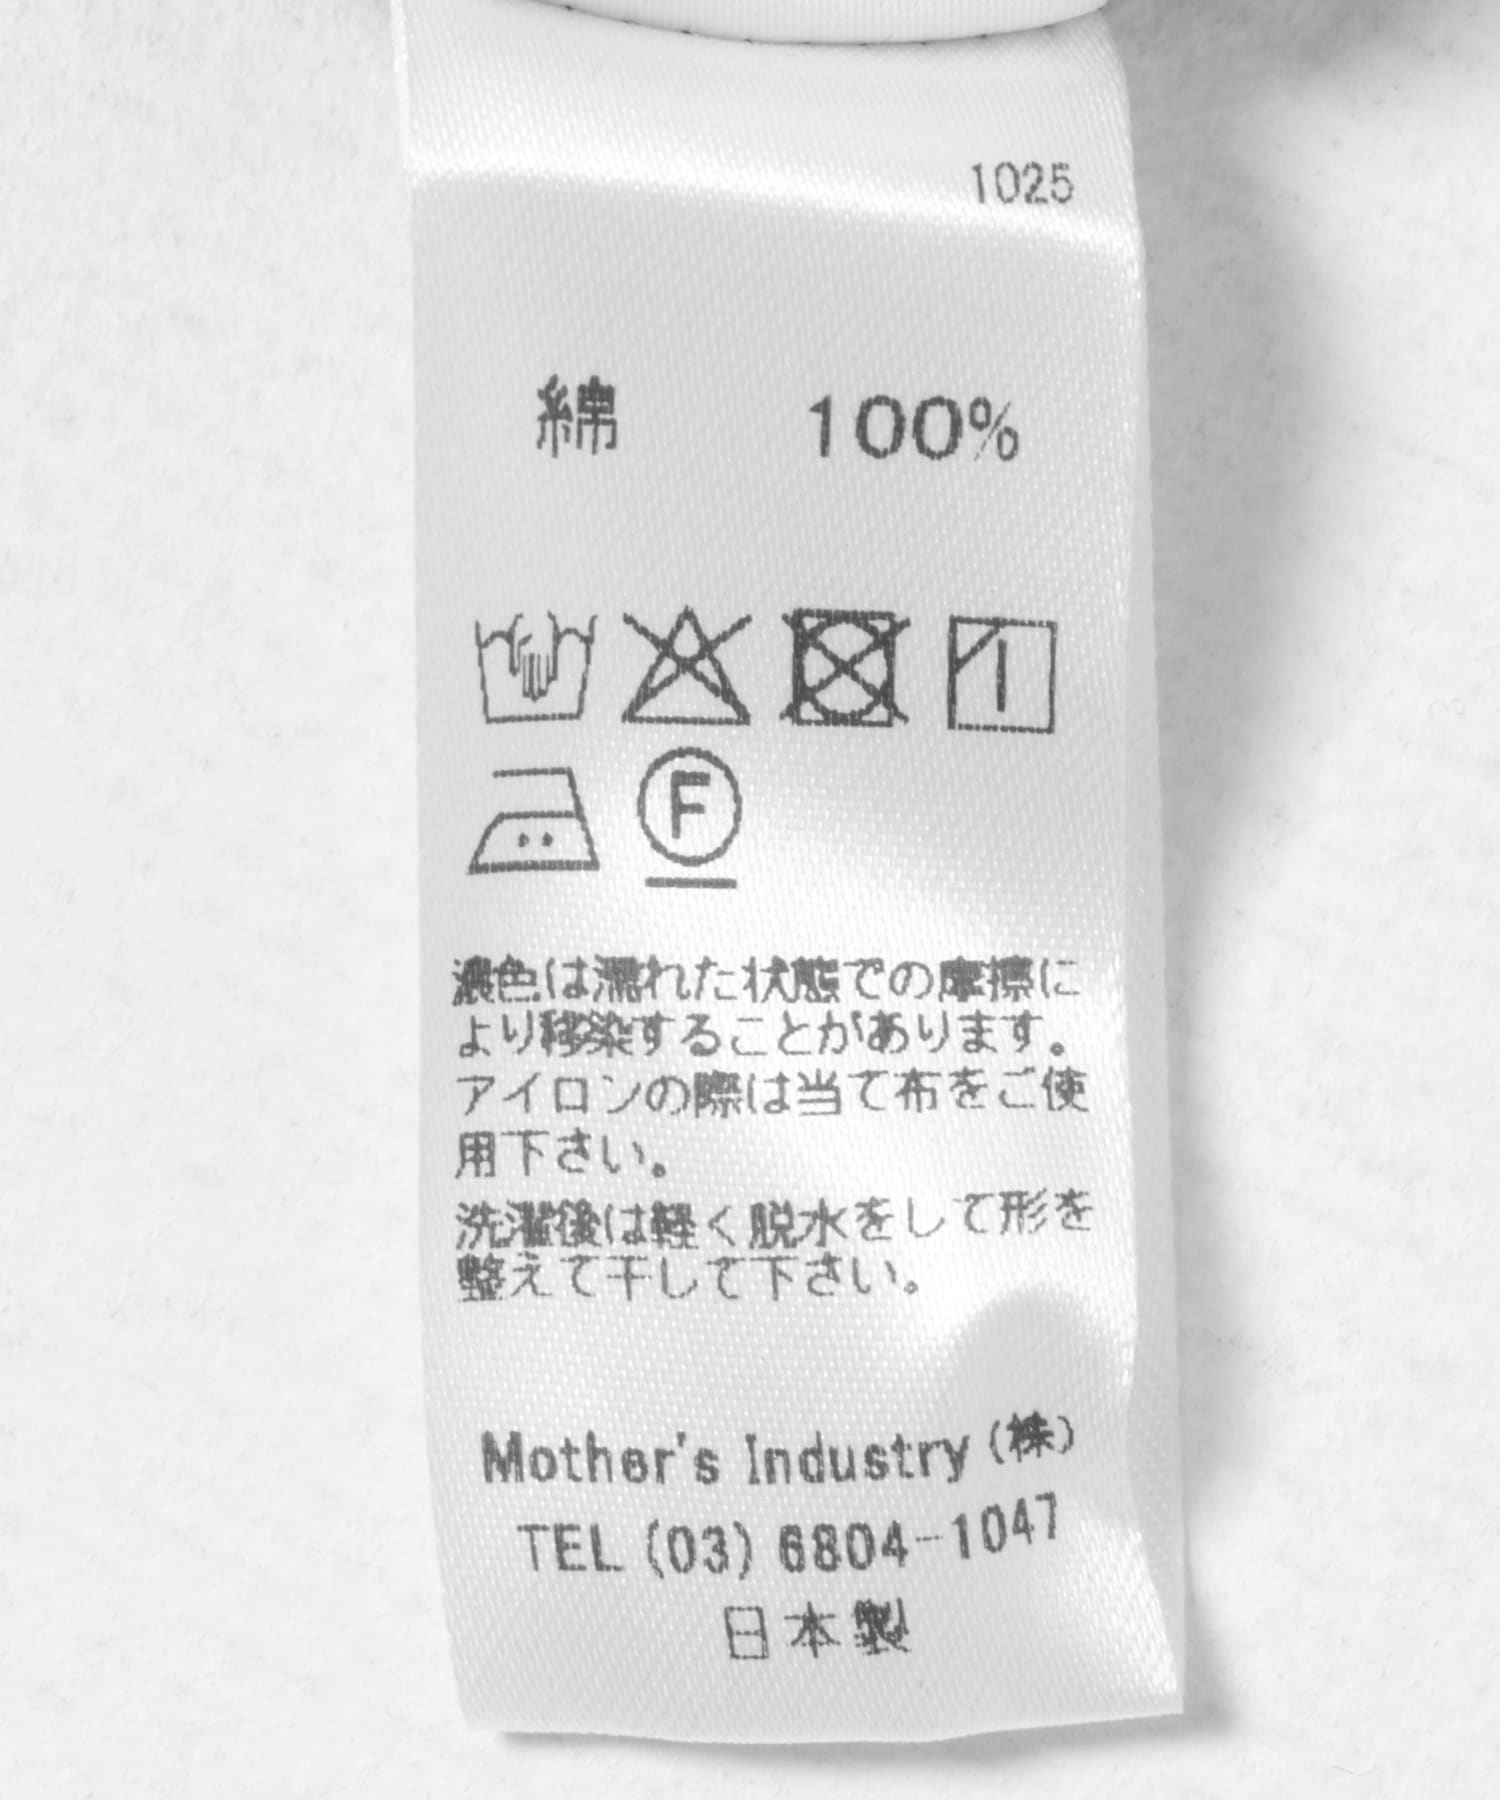 1025
綿 100%
F
濃色は濡れた状態での摩擦に
より移染することがあります。
アイロンの際は当て布をご使
用下さい。
洗濯後は軽く脱水をして形を
整えて干して下さい。
Mother's Industry (株)
TEL (03) 6804-1047
日本製